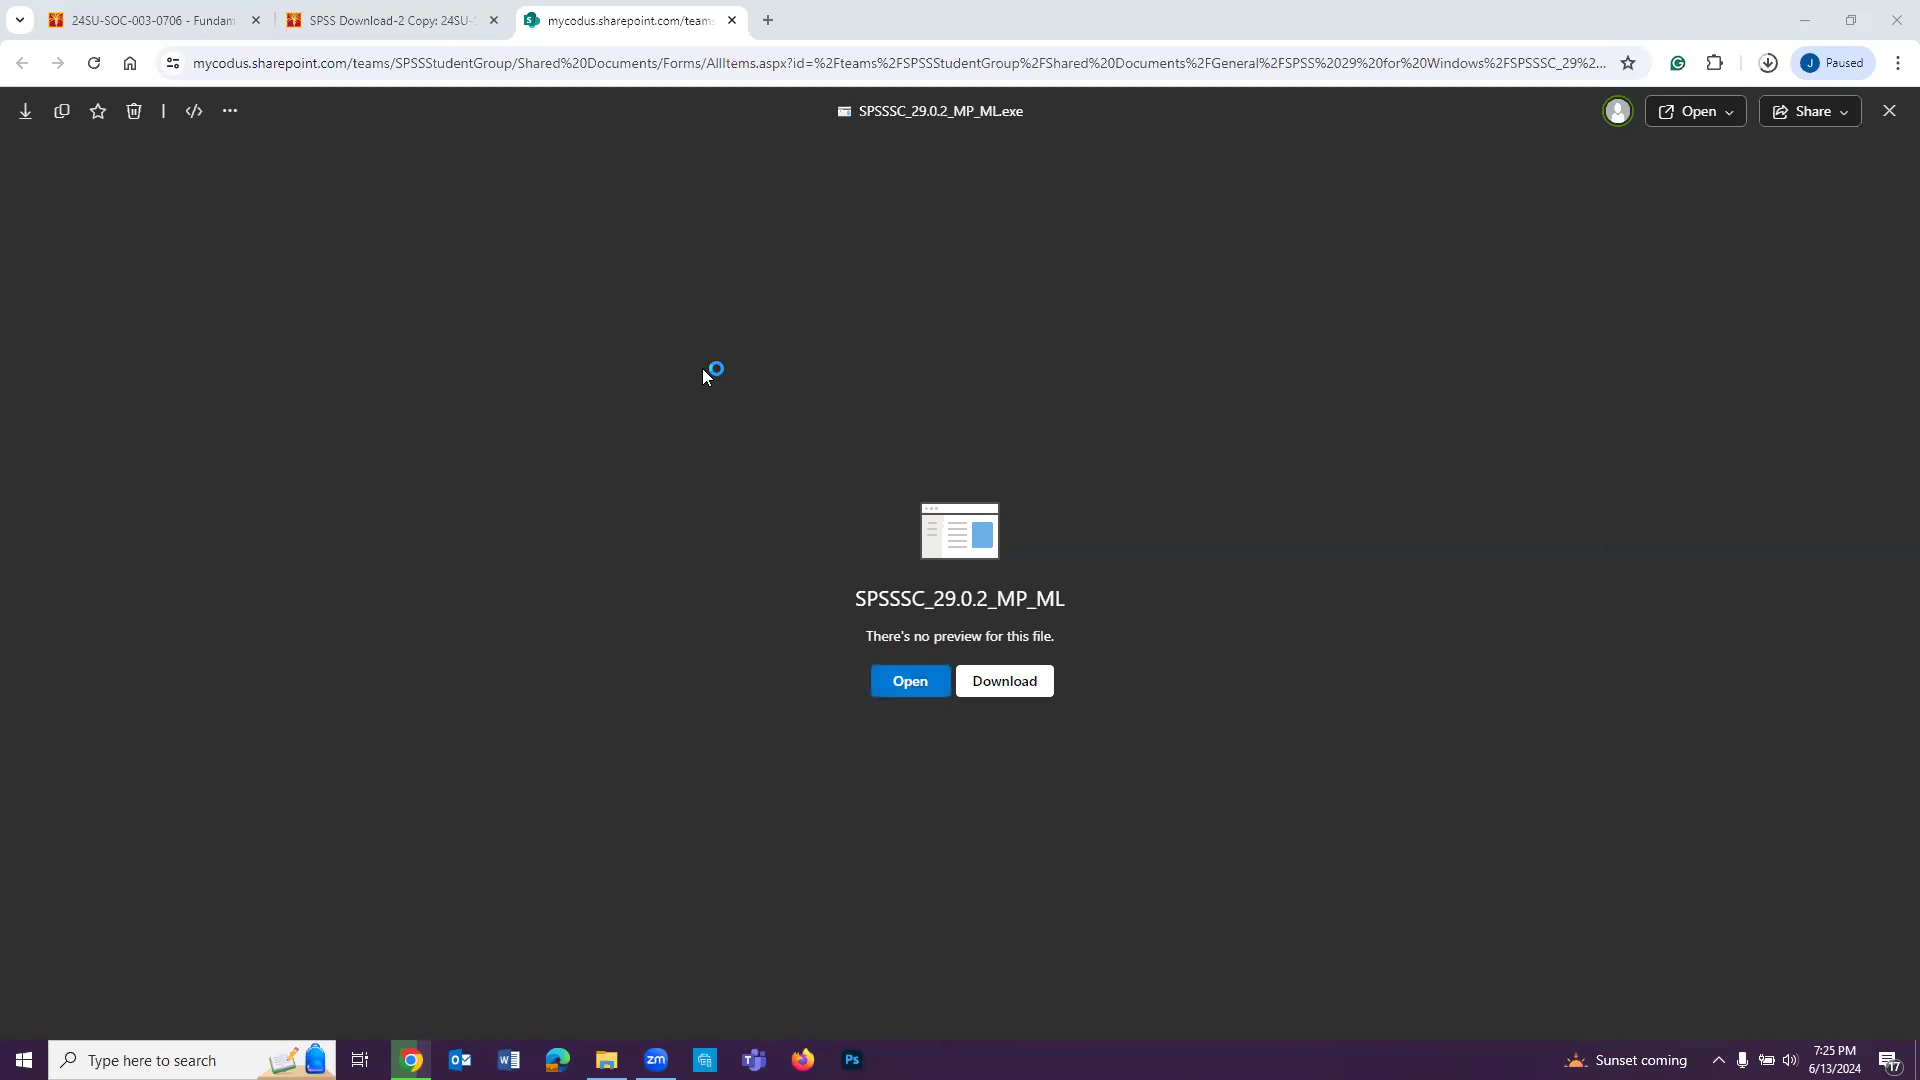 24SU-SOC-003-0706 - Fundam
SPSS Download-2 Copy: 24SU-
mycodus.sharepoint.com/teams
mycodus.sharepoint.com/teams/SPSSStudentGroup/Shared%20Documents/Forms/AllItems.aspx?id=%2Fteams%2FSPSSStudentGroup%2FShared%20Documents%2FGeneral%2FSPSS%2029%20for%20Windows%2FSPSSSC_29%2...
J Paused
SPSSSC_29.0.2_MP_ML.exe
Open
Share
SPSSSC_29.0.2_MP_ML
There's no preview for this file.
Open
Download
Type here to search
zm
Ps
Sunset coming
7:25 PM
6/13/2024
17